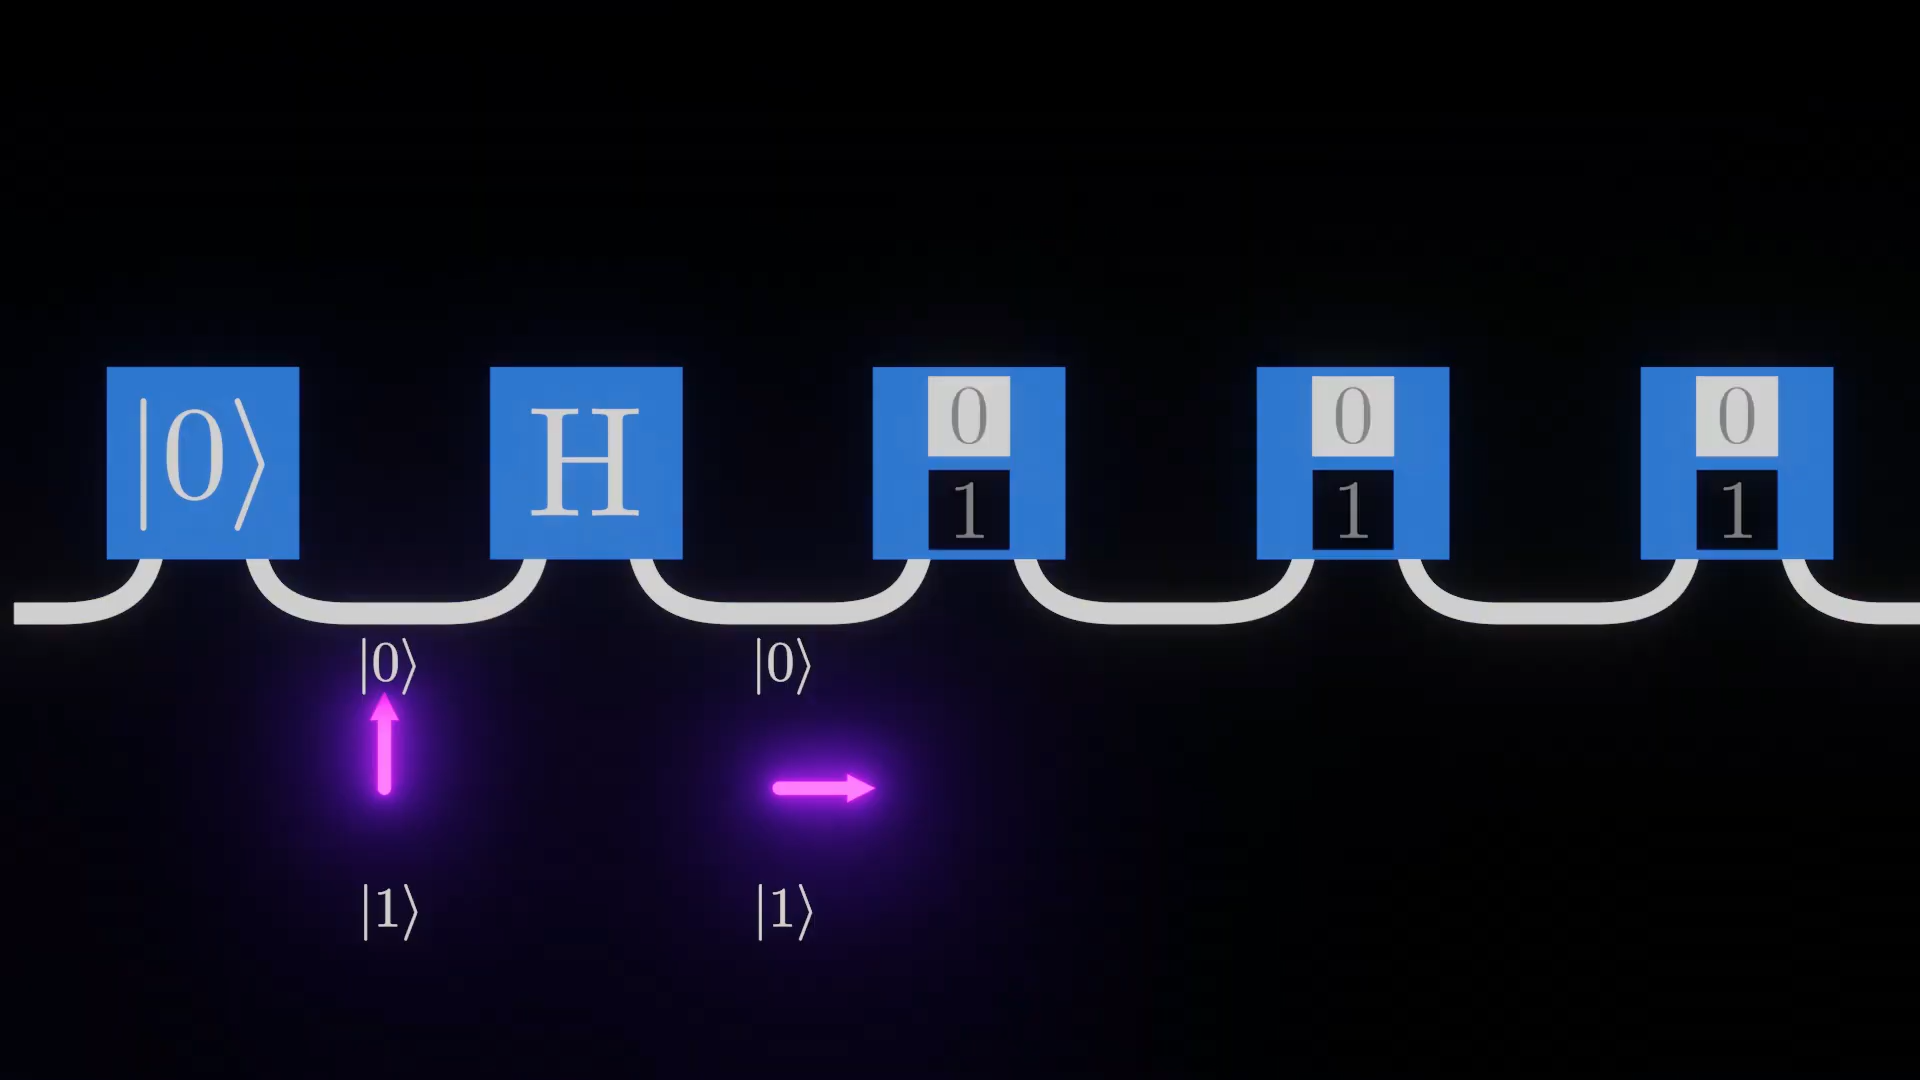 |0⟩ H 0 0 0
1 1 1
|0⟩ |0⟩
|1⟩ |1⟩